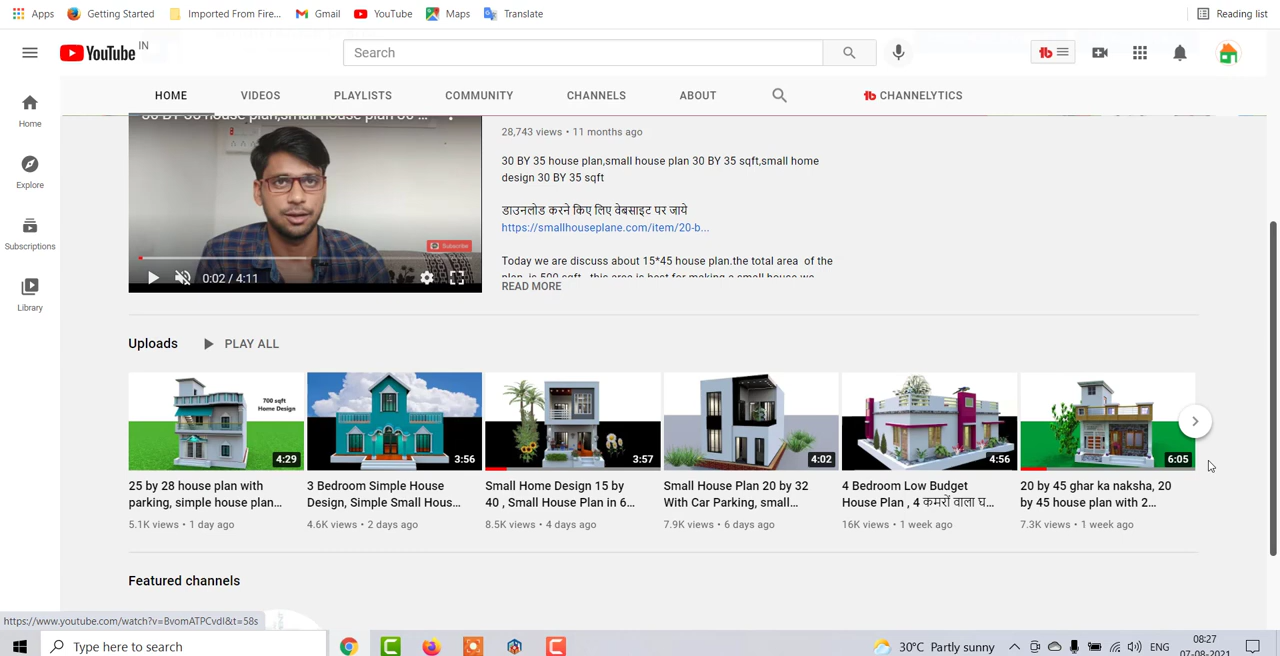 Apps Getting Started Imported From Fire... Gmail YouTube Maps Translate Reading list
YouTube IN Search
HOME VIDEOS PLAYLISTS COMMUNITY CHANNELS ABOUT CHANNELYTICS
Home
Explore
Subscriptions
Library
Subscribe
0:02 / 4:11
28,743 views • 11 months ago
30 BY 35 house plan,small house plan 30 BY 35 sqft,small home
design 30 BY 35 sqft
डाउनलोड करने किए लिए वेबसाइट पर जाये
https://smallhouseplane.com/item/20-b...
Today we are discuss about 15*45 house plan.the total area of the
READ MORE
Uploads PLAY ALL
700 sqft
Home Design
4:29
3:56
3:57
4:02
4:56
6:05
25 by 28 house plan with
parking, simple house plan...
5.1K views • 1 day ago
3 Bedroom Simple House
Design, Simple Small Hous...
4.6K views • 2 days ago
Small Home Design 15 by
40 , Small House Plan in 6...
8.5K views • 4 days ago
Small House Plan 20 by 32
With Car Parking, small...
7.9K views • 6 days ago
4 Bedroom Low Budget
House Plan , 4 कमरों वाला घ...
16K views • 1 week ago
20 by 45 ghar ka naksha, 20
by 45 house plan with 2...
7.3K views • 1 week ago
Featured channels
https://www.youtube.com/watch?v=BvomATPCvdI&t=58s
Type here to search
30°C Partly sunny
ENG
08:27
07-08-2021